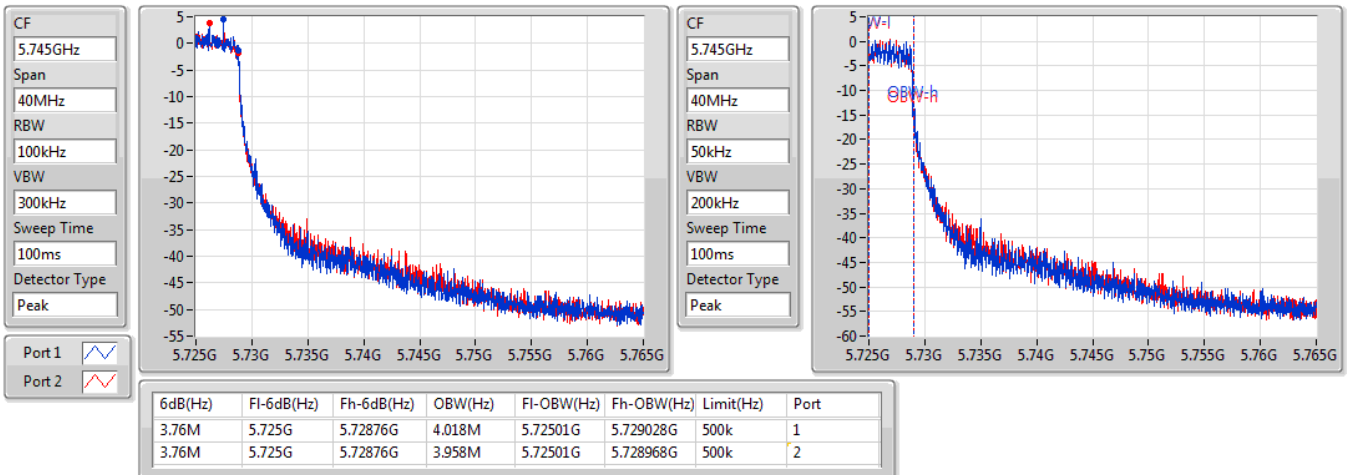 CF
5.745GHz
Span
40MHz
RBW
100kHz
VBW
300kHz
Sweep Time
100ms
Detector Type
Peak
Port 1
Port 2
5
0
-5
-10
-15
-20
-25
-30
-35
-40
-45
-50
-55
5.725G 5.73G 5.735G 5.74G 5.745G 5.75G 5.755G 5.76G 5.765G
CF
5.745GHz
Span
40MHz
RBW
50kHz
VBW
200kHz
Sweep Time
100ms
Detector Type
Peak
5
0
-5
-10
-15
-20
-25
-30
-35
-40
-45
-50
-55
-60
W-l
OBW-h
OBW-h
5.725G 5.73G 5.735G 5.74G 5.745G 5.75G 5.755G 5.76G 5.765G
6dB(Hz) Fl-6dB(Hz) Fh-6dB(Hz) OBW(Hz) Fl-OBW(Hz) Fh-OBW(Hz) Limit(Hz) Port
3.76M 5.725G 5.72876G 4.018M 5.72501G 5.729028G 500k 1
3.76M 5.725G 5.72876G 3.958M 5.72501G 5.728968G 500k 2